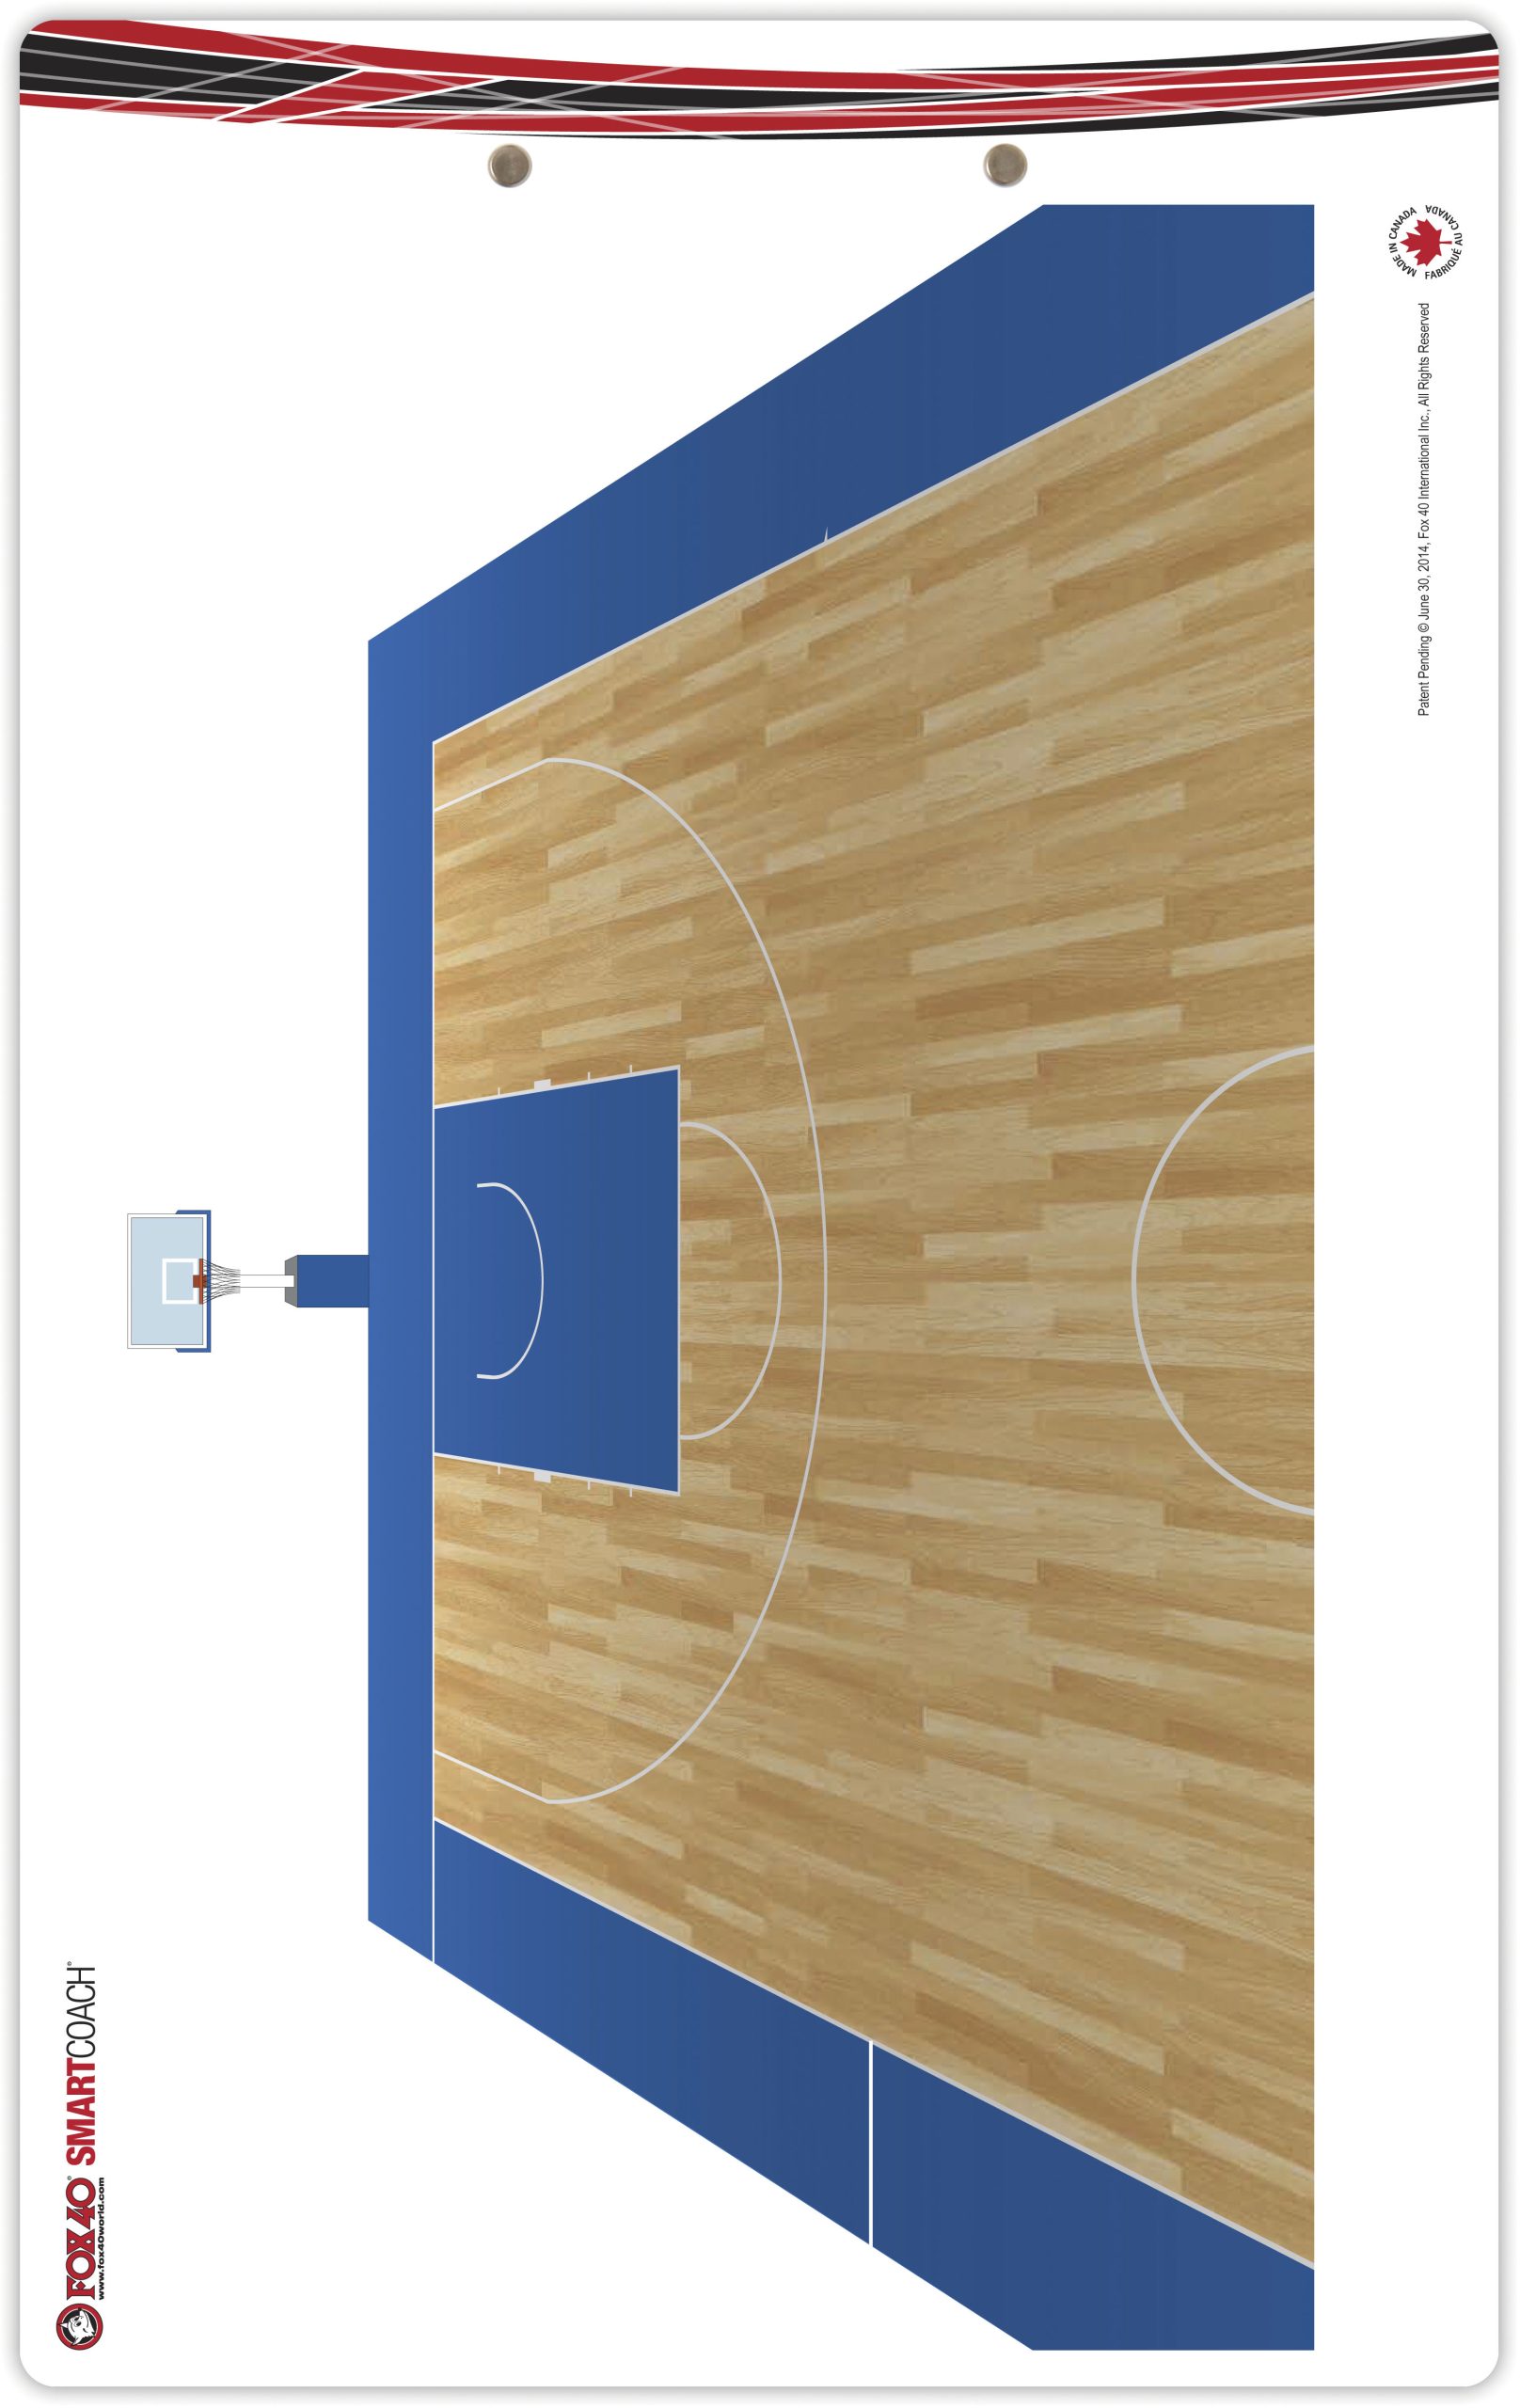 FOX 40® SMARTCOACH®
www.fox40world.com
MADE IN CANADA
FABRIQUÉ AU CANADA
Patent Pending © June 30, 2014, Fox 40 International Inc., All Rights Reserved